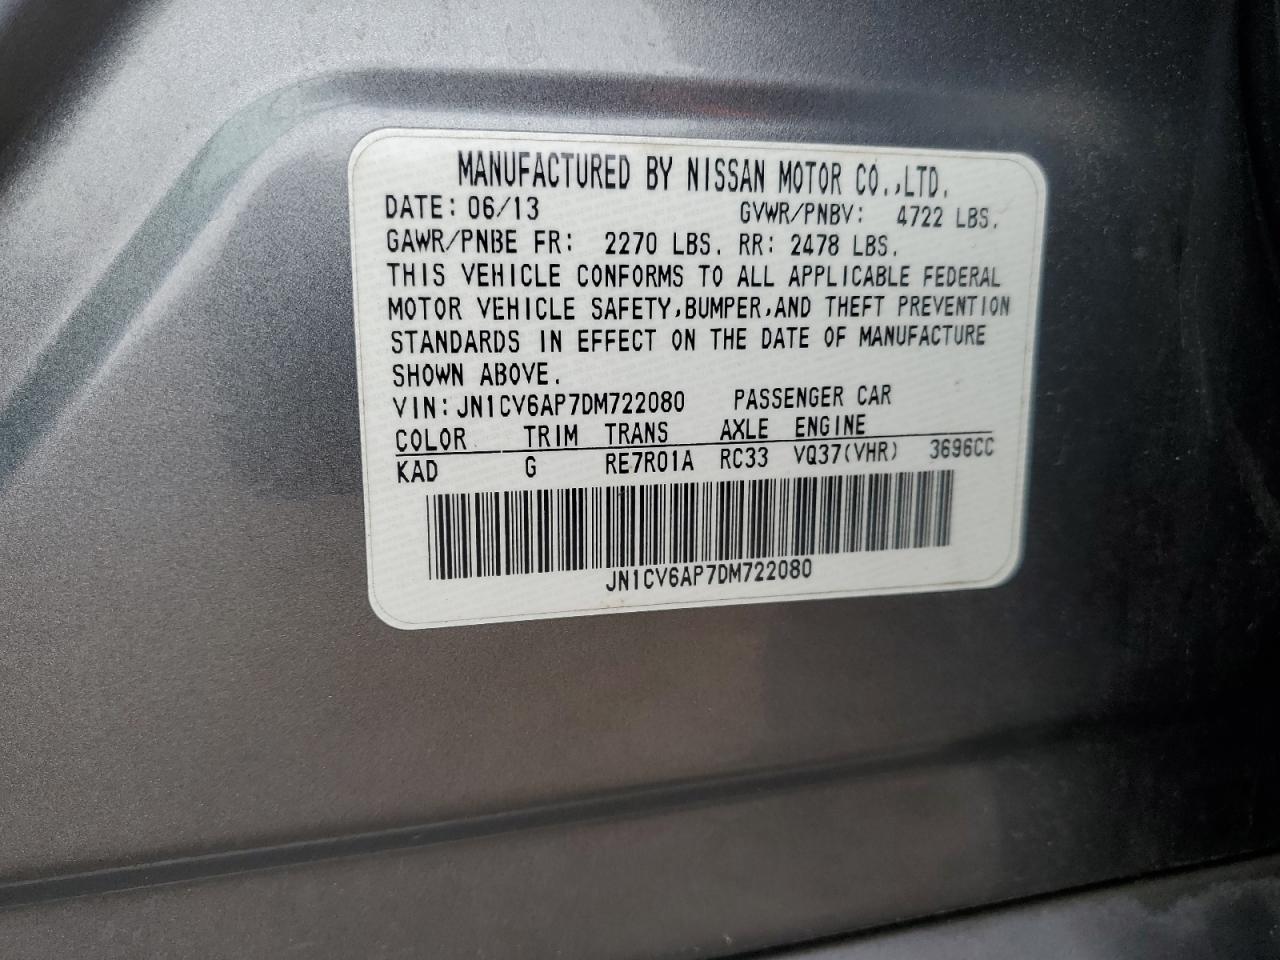 MANUFACTURED BY NISSAN MOTOR CO.,LTD.
DATE: 06/13 GVWR/PNBV: 4722 LBS.
GAWR/PNBE FR: 2270 LBS. RR: 2478 LBS.
THIS VEHICLE CONFORMS TO ALL APPLICABLE FEDERAL
MOTOR VEHICLE SAFETY,BUMPER,AND THEFT PREVENTION
STANDARDS IN EFFECT ON THE DATE OF MANUFACTURE
SHOWN ABOVE.
VIN:JN1CV6AP7DM722080 PASSENGER CAR
COLOR TRIM TRANS AXLE ENGINE
KAD G RE7R01A RC33 VQ37(VHR) 3696CC
JN1CV6AP7DM722080